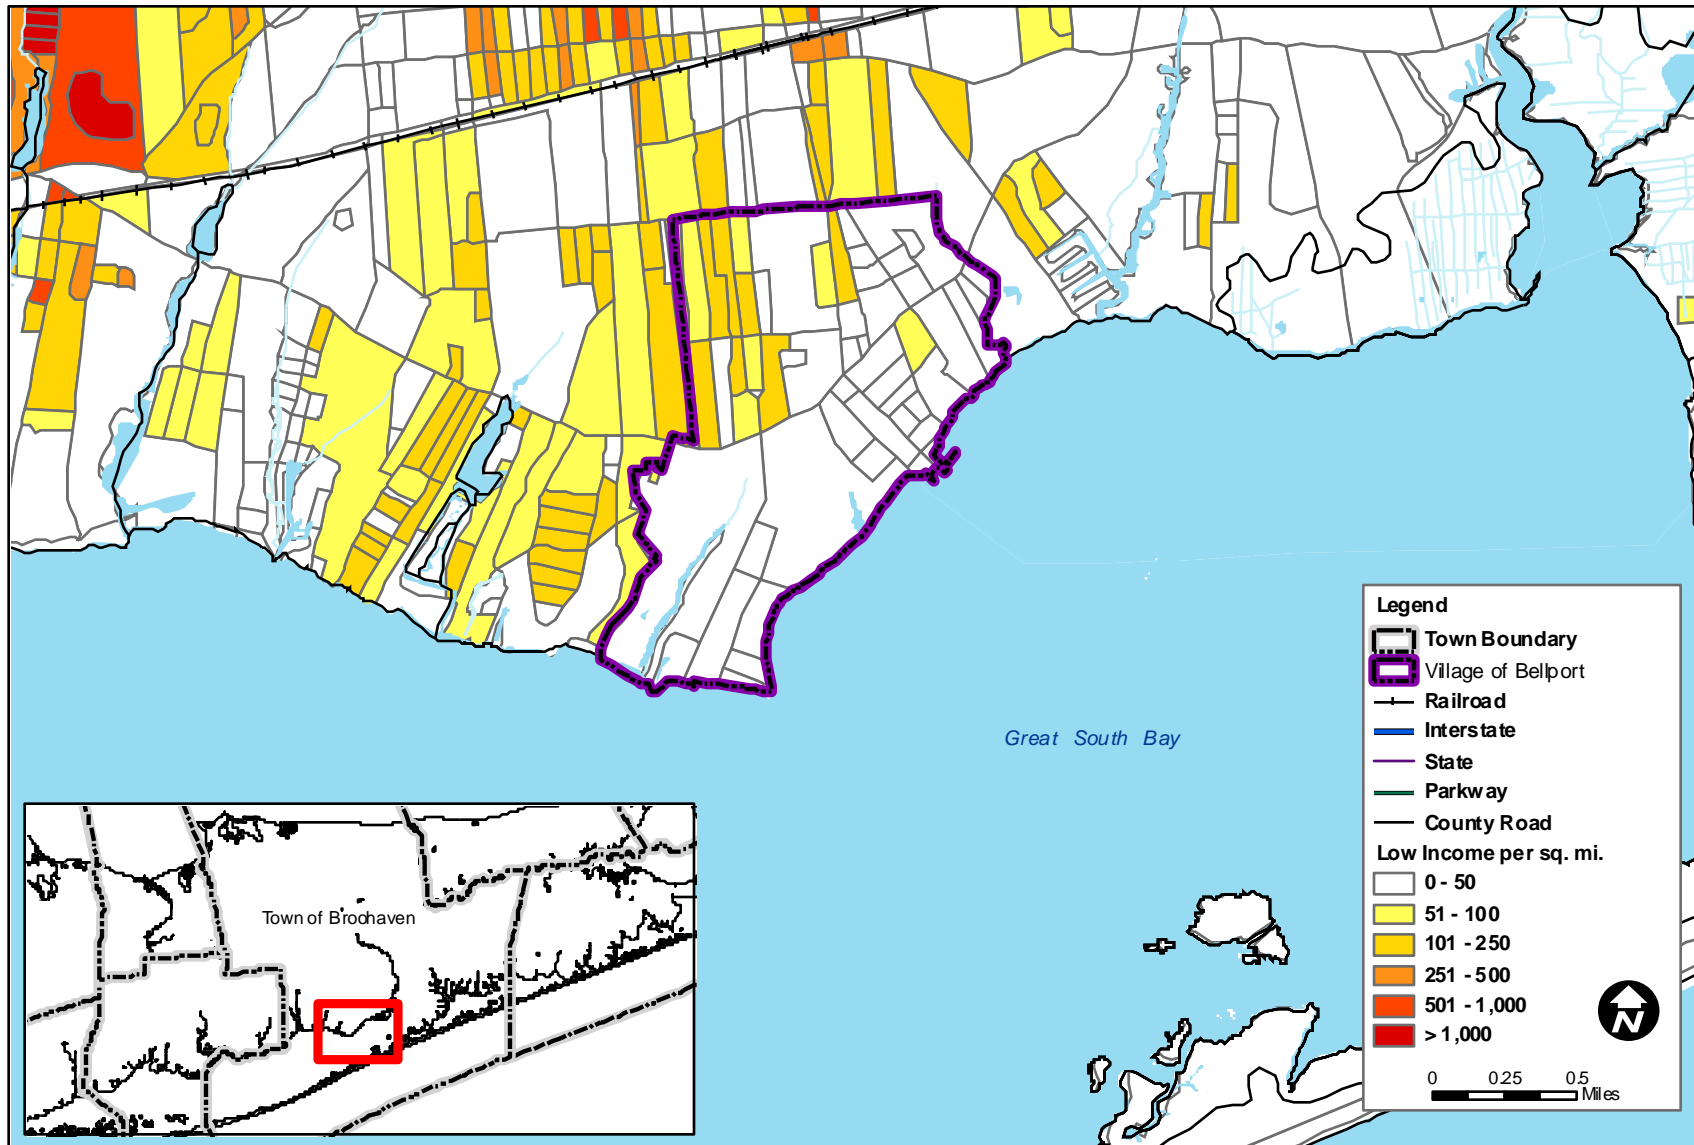 Great South Bay
Town of Broohaven
Legend
Town Boundary
Village of Bellport
Railroad
Interstate
State
Parkway
County Road
Low Income per sq. mi.
0 - 50
51 - 100
101 - 250
251 - 500
501 - 1,000
> 1,000
N
0 0.25 0.5
Miles